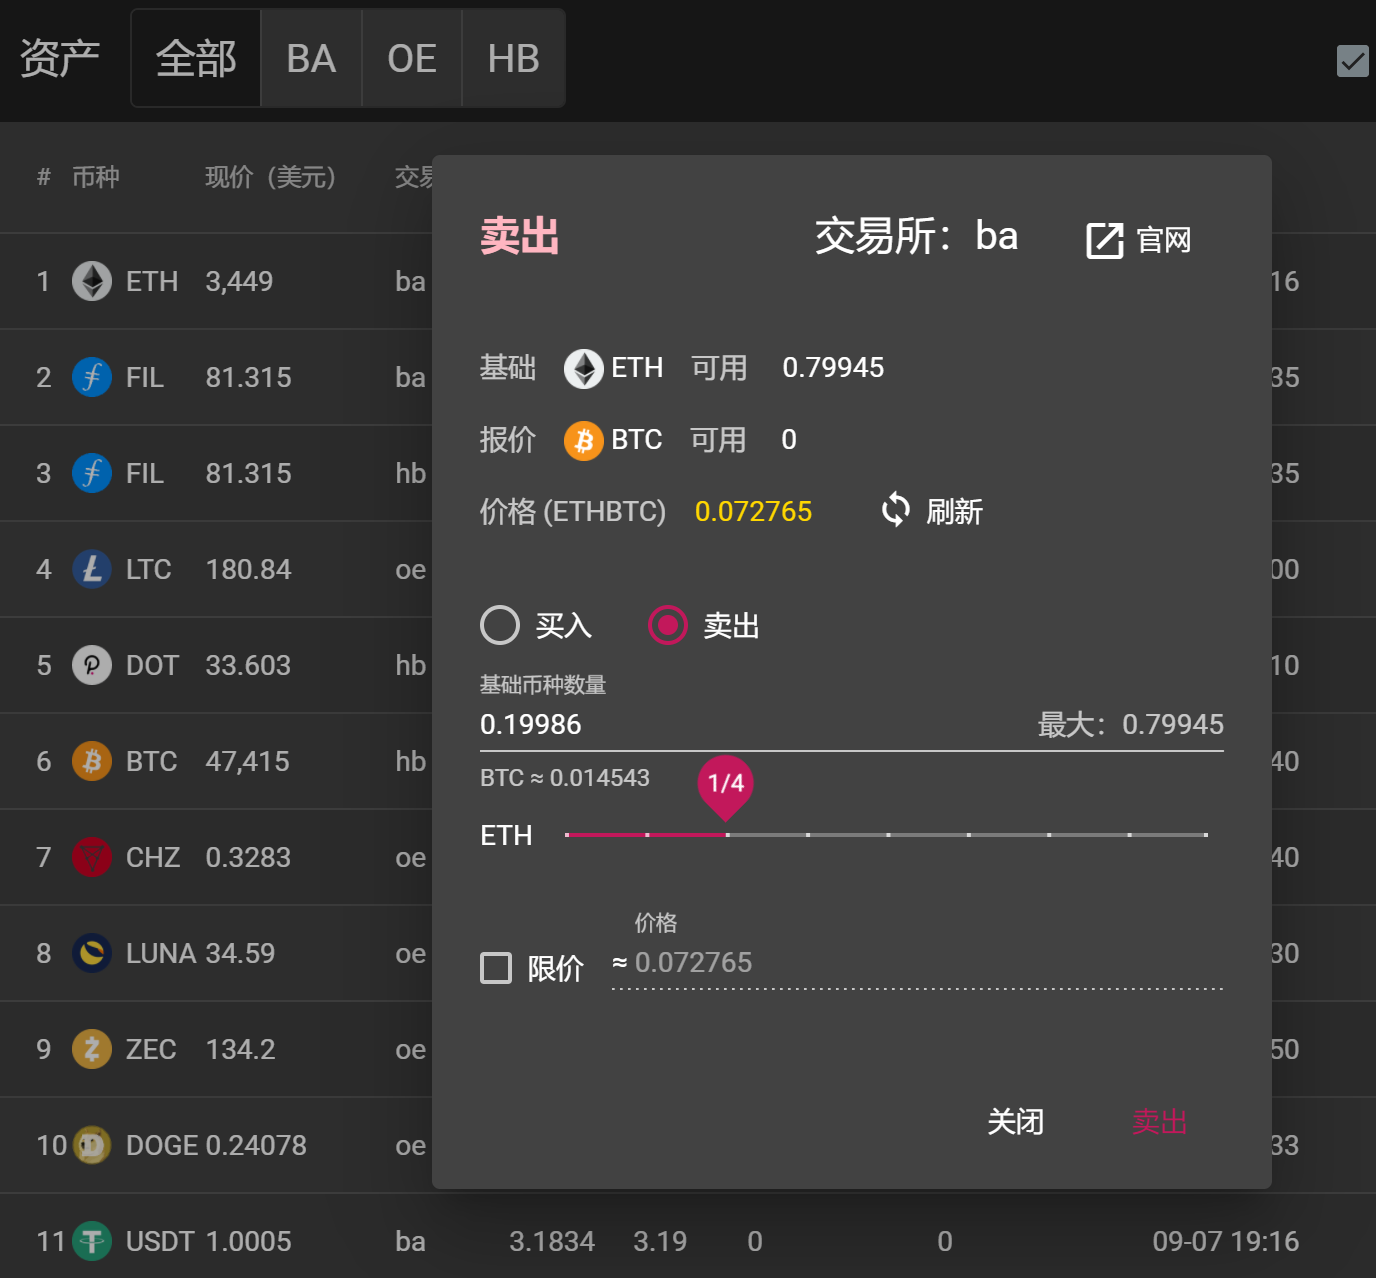 资产 全部 BA OE HB
# 币种 现价（美元） 交易
卖出 交易所：ba 官网
1 ETH 3,449 ba 16
基础 ETH 可用 0.79945
2 FIL 81.315 ba 35
报价 BTC 可用 0
3 FIL 81.315 hb 35
价格 (ETHBTC) 0.072765 刷新
4 LTC 180.84 oe 00
买入 卖出
5 DOT 33.603 hb 10
基础币种数量
0.19986 最大：0.79945
6 BTC 47,415 hb 40
BTC ≈ 0.014543 1/4
ETH
7 CHZ 0.3283 oe 40
价格
8 LUNA 34.59 oe 30
限价 ≈ 0.072765
9 ZEC 134.2 oe 50
关闭 卖出
10 DOGE 0.24078 oe 33
11 USDT 1.0005 ba 3.1834 3.19 0 0 09-07 19:16